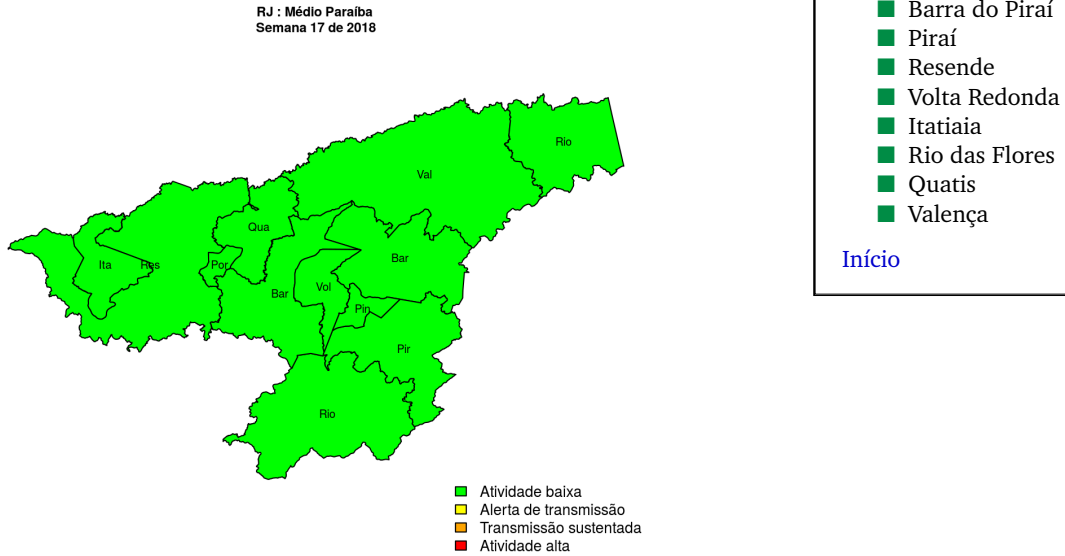 RJ : Médio Paraíba
Semana 17 de 2018
Rio
Val
Qua
Bar
Ita
Res
Por
Vol
Bar
Pin
Pir
Rio
Atividade baixa
Alerta de transmissão
Transmissão sustentada
Atividade alta
Barra do Piraí
Piraí
Resende
Volta Redonda
Itatiaia
Rio das Flores
Quatis
Valença
Início